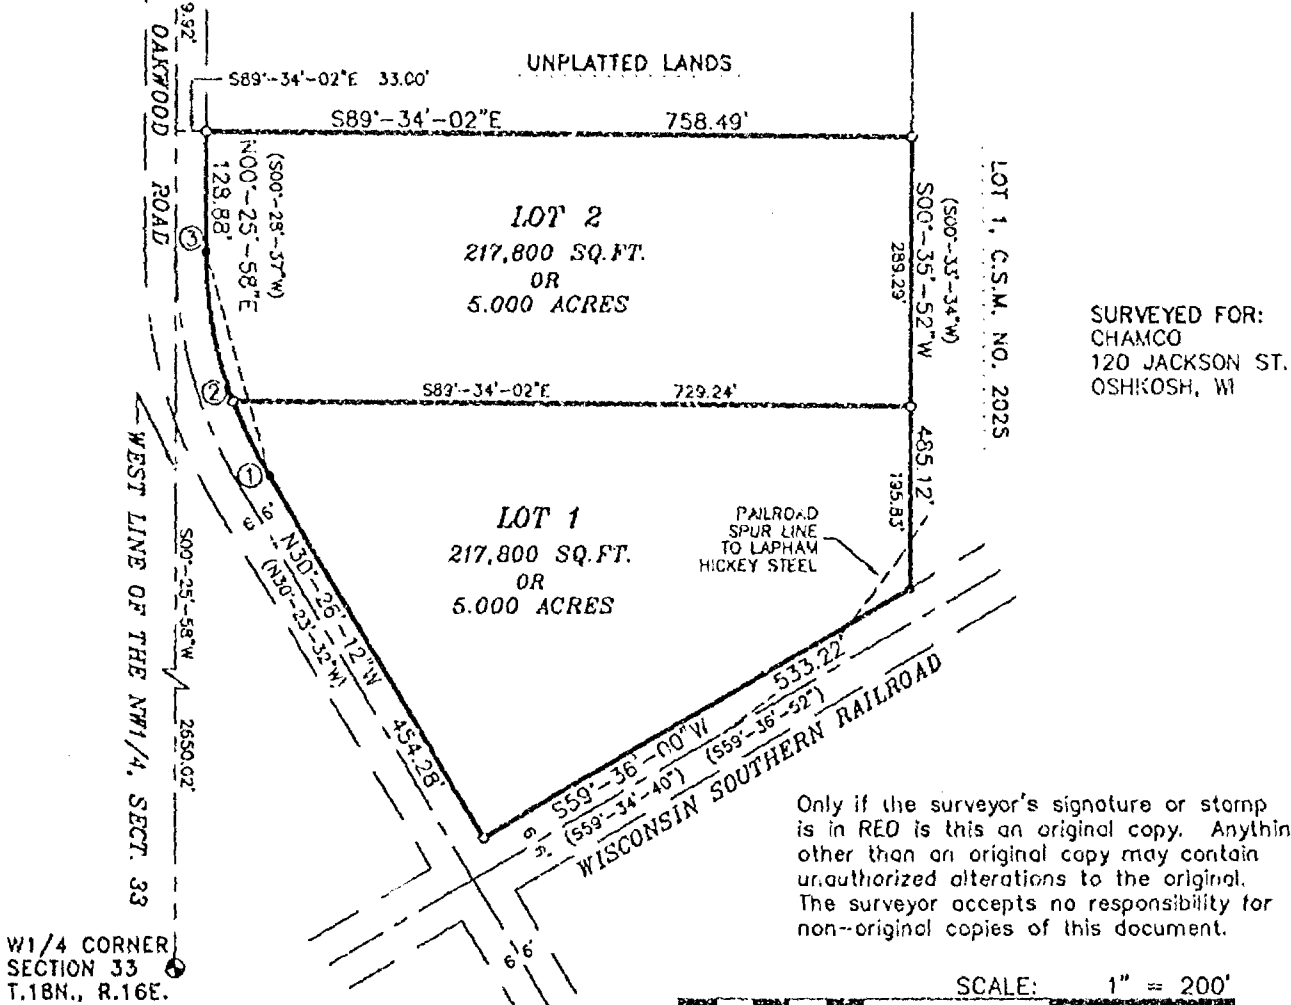 9.92'
OAKWOOD ROAD
UNPLATTED LANDS
S89°-34'-02"E 33.00'
S89°-34'-02"E 758.49'
(S00°-28'-37"W)
N00°-25'-58"E
128.88'
3
LOT 2
217,800 SQ.FT.
OR
5.000 ACRES
(S00°-33'-34"W)
S00°-35'-52"W
289.29'
LOT 1, C.S.M. NO. 2025
SURVEYED FOR:
CHAMCO
120 JACKSON ST.
OSHKOSH, WI
2
S89°-34'-02"E 729.24'
485.12'
195.83'
1
LOT 1
217,800 SQ.FT.
OR
5.000 ACRES
RAILROAD
SPUR LINE
TO LAPHAM
HICKEY STEEL
66'
N30°-26'-12"W 454.28'
(N30°-23'-32"W)
WEST LINE OF THE NW1/4, SECT. 33
S00°-25'-58"W 2650.02'
S59°-36'-00"W 533.22'
(S59°-34'-40") (S59°-36'-52")
66'
WISCONSIN SOUTHERN RAILROAD
Only if the surveyor's signature or stamp
is in RED is this an original copy. Anythin
other than an original copy may contain
unauthorized alterations to the original.
The surveyor accepts no responsibility for
non-original copies of this document.
W1/4 CORNER
SECTION 33
T.18N., R.16E.
66'
SCALE: 1" = 200'